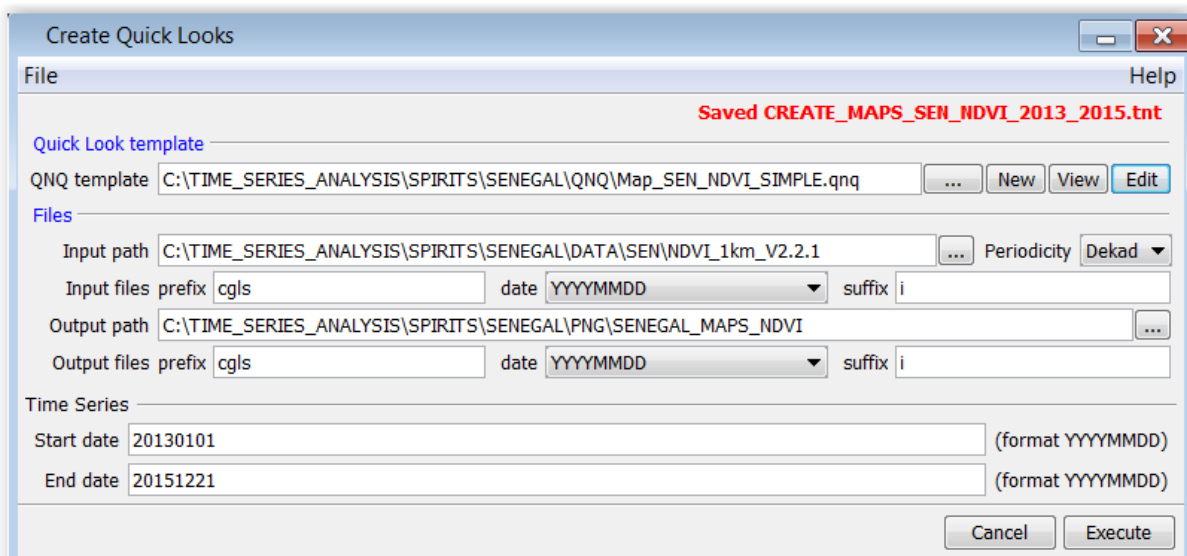 Create Quick Looks
File Help
Saved CREATE_MAPS_SEN_NDVI_2013_2015.tnt
Quick Look template
QNQ template C:\TIME_SERIES_ANALYSIS\SPIRITS\SENEGAL\QNQ\Map_SEN_NDVI_SIMPLE.qnq ... New View Edit
Files
Input path C:\TIME_SERIES_ANALYSIS\SPIRITS\SENEGAL\DATA\SEN\NDVI_1km_V2.2.1 ... Periodicity Dekad
Input files prefix cgls date YYYYMMDD suffix i
Output path C:\TIME_SERIES_ANALYSIS\SPIRITS\SENEGAL\PNG\SENEGAL_MAPS_NDVI ...
Output files prefix cgls date YYYYMMDD suffix i
Time Series
Start date 20130101 (format YYYYMMDD)
End date 20151221 (format YYYYMMDD)
Cancel Execute